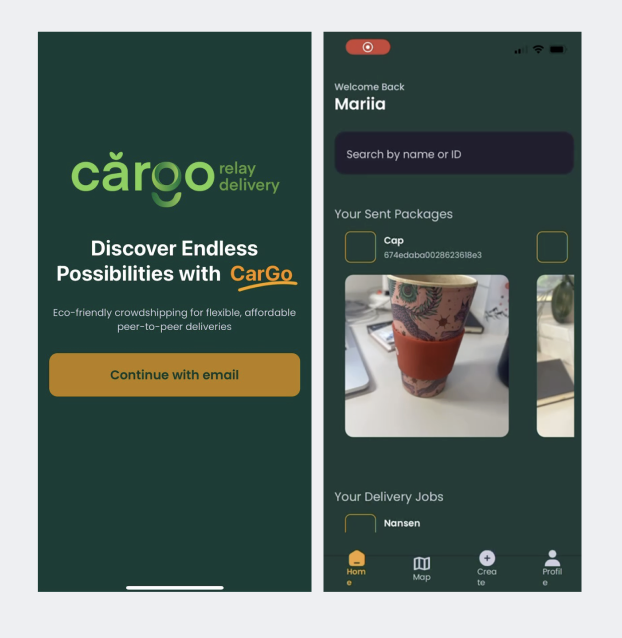 cărgo
relay
delivery
Discover Endless
Possibilities with CarGo
Eco-friendly crowdshipping for flexible, affordable
peer-to-peer deliveries
Continue with email
Welcome Back
Mariia
Search by name or ID
Your Sent Packages
Cap
674edaba0028623618e3
Your Delivery Jobs
Nansen
Hom
e
Map
Crea
te
Profil
e